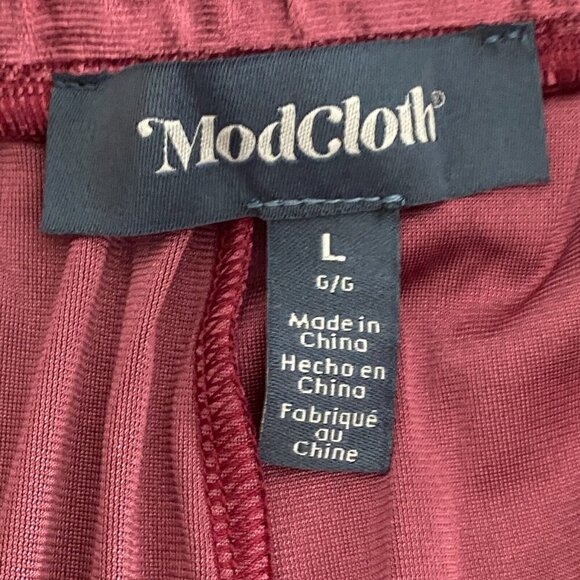 ModCloth®
L
G/G
Made in
China
Hecho en
China
Fabriqué
au
Chine